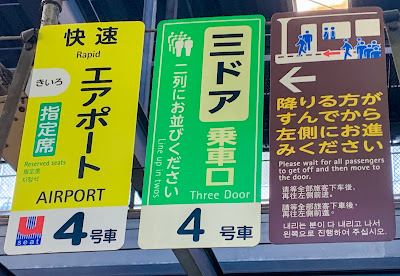 快速
Rapid
きいろ
エアポート
指定席
Reserved seats
指定席
지정석
AIRPORT
u seat
4号車
三ドア
乗車口
二列にお並びください
Line up in twos
Three Door
4号車
降りる方が
すんでから
左側にお進
みください
Please wait for all passengers
to get off and then move to
the door.
请等全部旅客下车后，
再往左侧前进。
請等全部旅客下車後，
再往左側前進。
내리는 분이 다 내리고 나서
왼쪽으로 진행하여 주십시오.